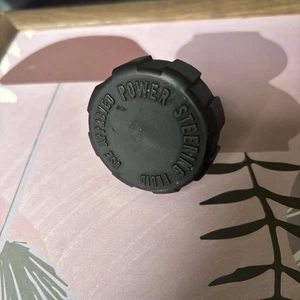 USE APPROVED
POWER STEERING
FLUID